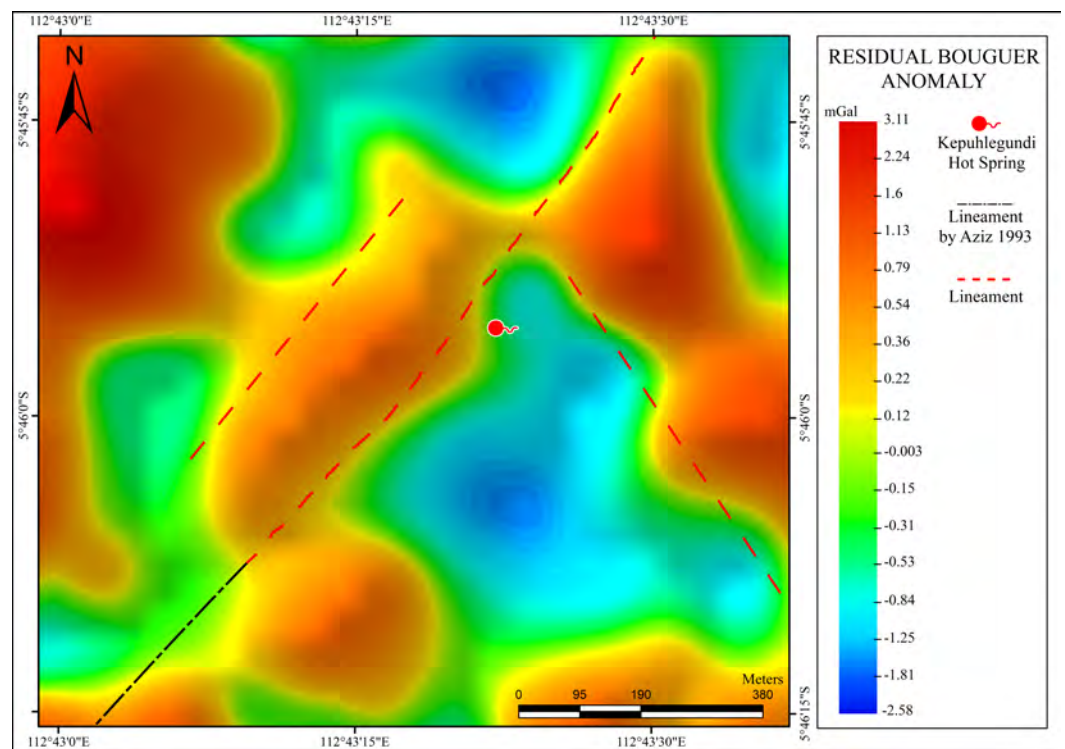 112°43'0"E 112°43'15"E 112°43'30"E
N
5°45'45"S
5°45'45"S
5°46'0"S
5°46'0"S
5°46'15"S
Meters
0 95 190 380
112°43'0"E 112°43'15"E 112°43'30"E
RESIDUAL BOUGUER
ANOMALY
mGal
3.11
2.24
1.6
1.13
0.79
0.54
0.36
0.22
0.12
-0.003
-0.15
-0.31
-0.53
-0.84
-1.25
-1.81
-2.58
Kepuhlegundi
Hot Spring
Lineament
by Aziz 1993
Lineament